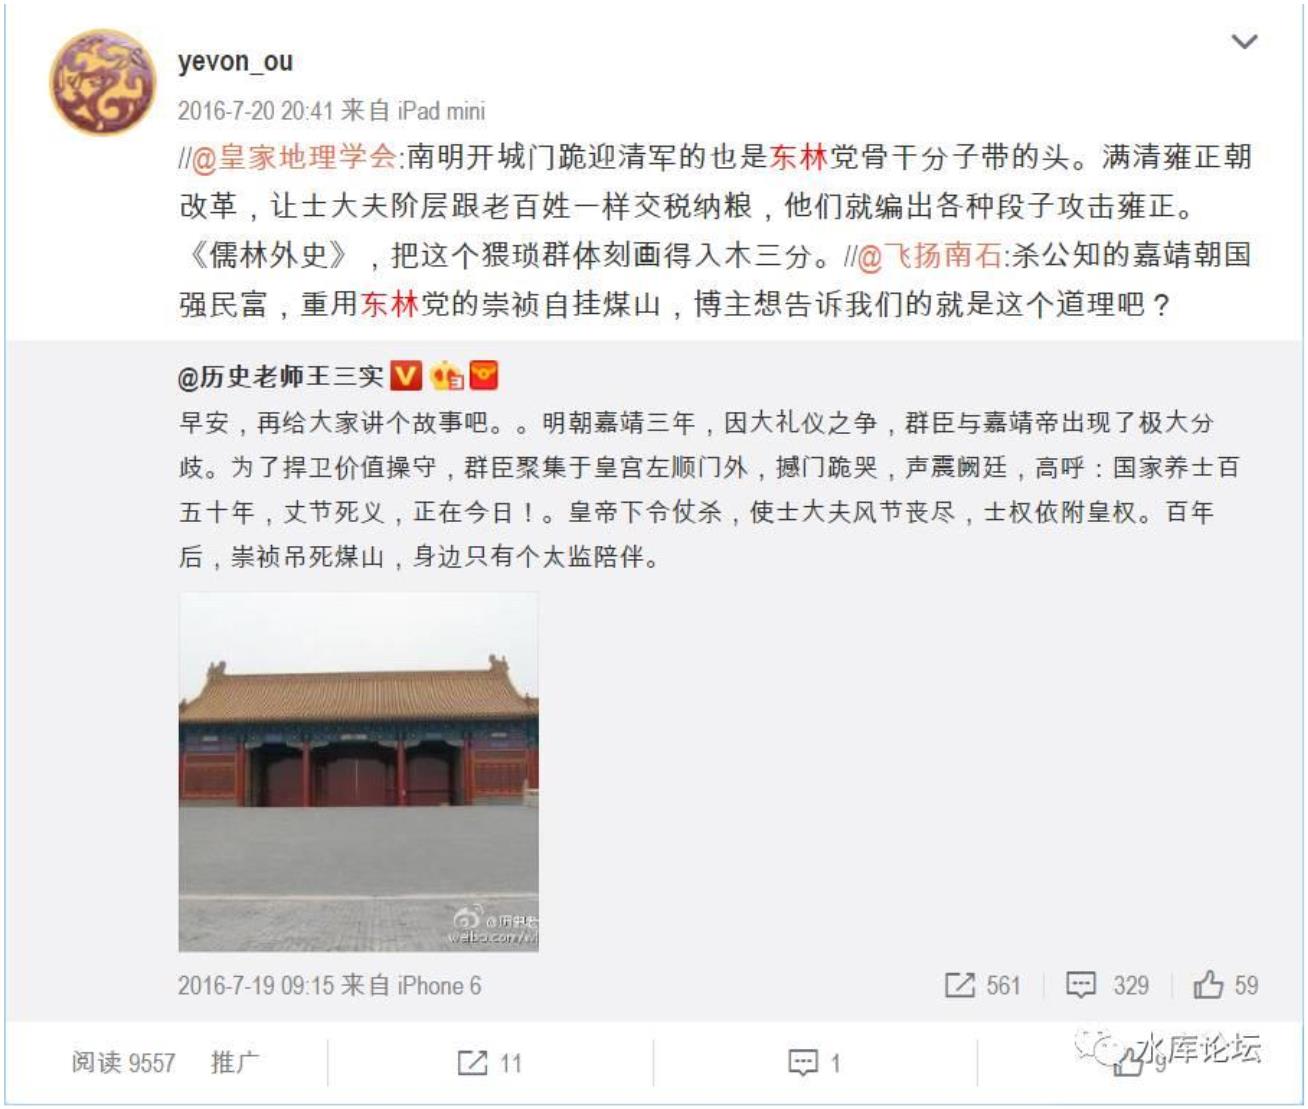 yevon_ou
2016-7-20 20:41 来自 iPad mini
//@皇家地理学会:南明开城门跪迎清军的也是东林党骨干分子带的头。满清雍正朝
改革，让士大夫阶层跟老百姓一样交税纳粮，他们就编出各种段子攻击雍正。
《儒林外史》，把这个猥琐群体刻画得入木三分。//@飞扬南石:杀公知的嘉靖朝国
强民富，重用东林党的崇祯自挂煤山，博主想告诉我们的就是这个道理吧？
@历史老师王三实 V
早安，再给大家讲个故事吧。。明朝嘉靖三年，因大礼仪之争，群臣与嘉靖帝出现了极大分
歧。为了捍卫价值操守，群臣聚集于皇宫左顺门外，撼门跪哭，声震阙廷，高呼：国家养士百
五十年，丈节死义，正在今日！。皇帝下令仗杀，使士大夫风节丧尽，士权依附皇权。百年
后，崇祯吊死煤山，身边只有个太监陪伴。
@历史老
weibo.com/wl
2016-7-19 09:15 来自 iPhone 6
561 329 59
阅读 9557 推广 11 1 9
水库论坛